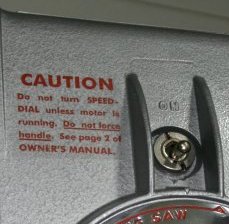 CAUTION
Do not turn SPEED-
DIAL unless motor is
running. Do not force
handle. See page 2 of
OWNER'S MANUAL.
ON
SAW